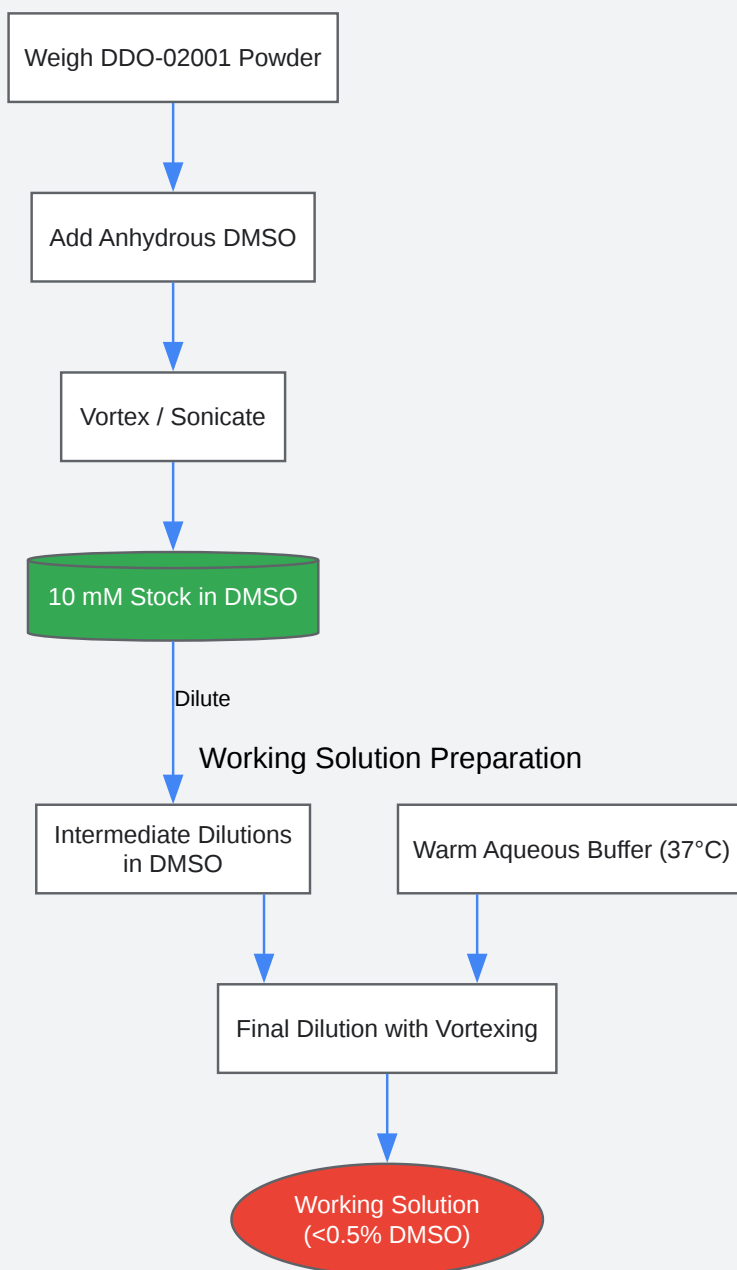 Weigh DDO-02001 Powder
Add Anhydrous DMSO
Vortex / Sonicate
10 mM Stock in DMSO
Dilute
Working Solution Preparation
Intermediate Dilutions
in DMSO
Warm Aqueous Buffer (37°C)
Final Dilution with Vortexing
Working Solution
(<0.5% DMSO)